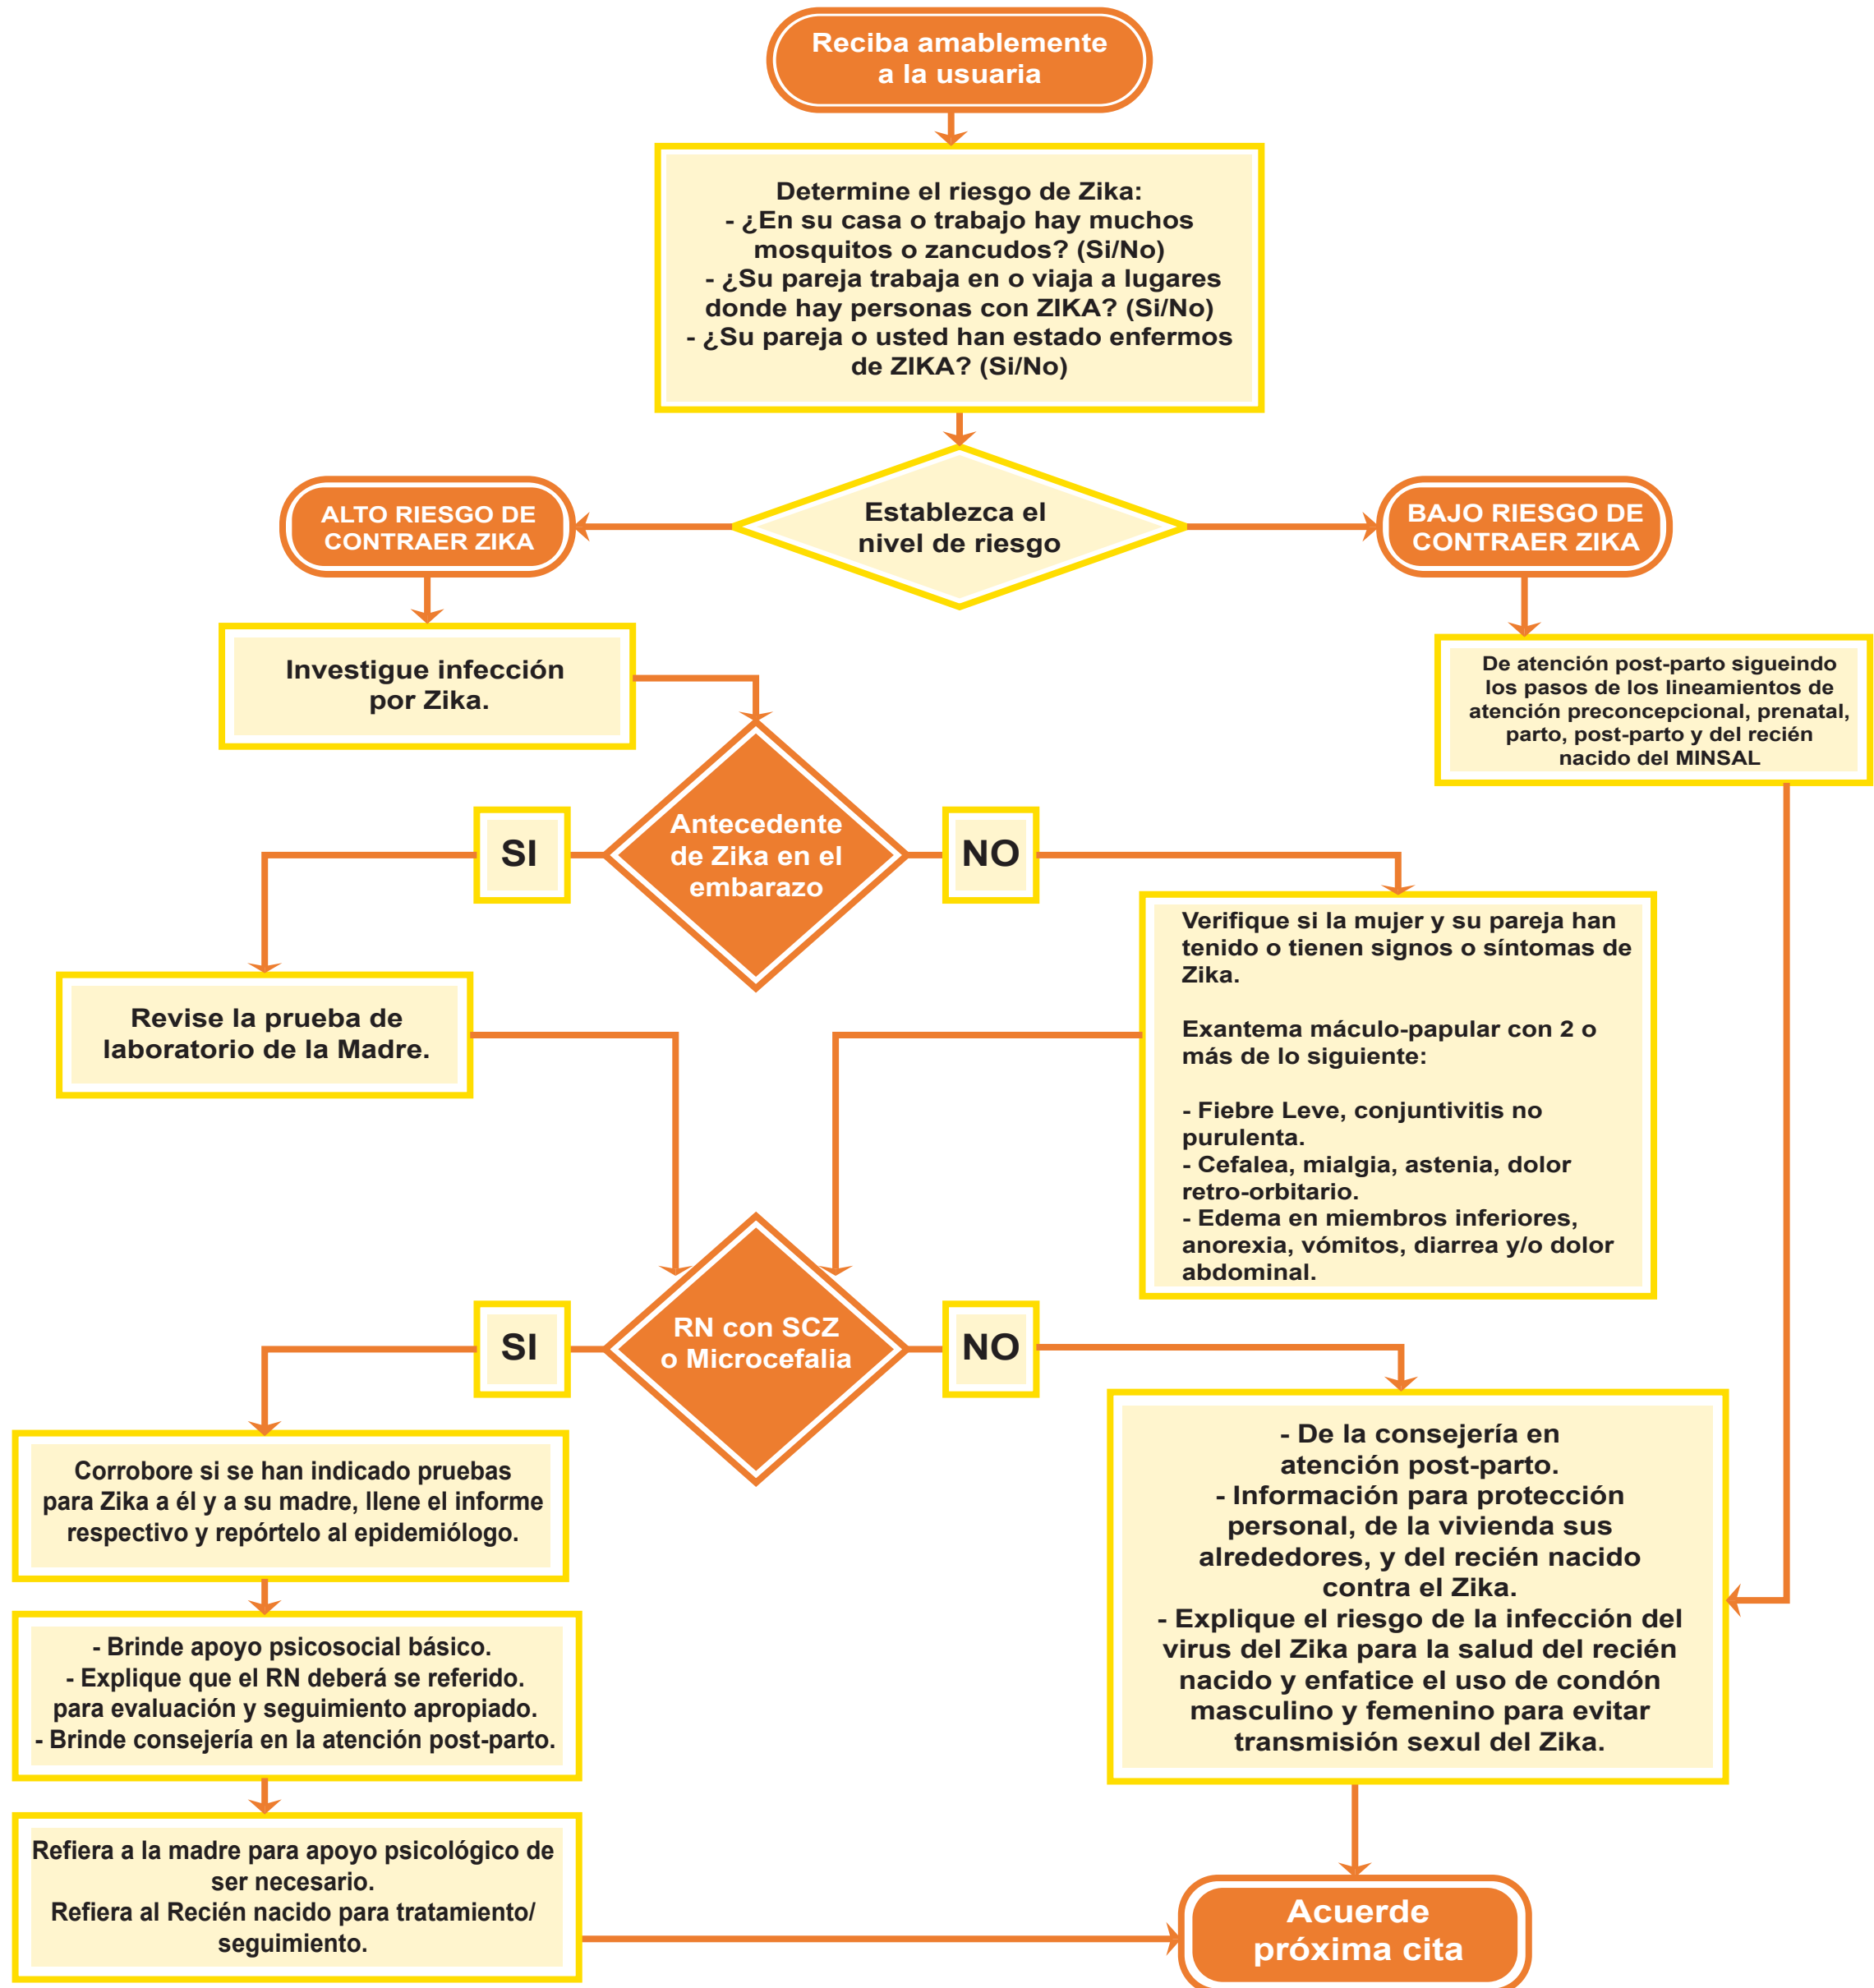 Reciba amablemente
a la usuaria
Determine el riesgo de Zika:
- ¿En su casa o trabajo hay muchos
mosquitos o zancudos? (Si/No)
- ¿Su pareja trabaja en o viaja a lugares
donde hay personas con ZIKA? (Si/No)
- ¿Su pareja o usted han estado enfermos
de ZIKA? (Si/No)
Establezca el
nivel de riesgo
ALTO RIESGO DE
CONTRAER ZIKA
BAJO RIESGO DE
CONTRAER ZIKA
Investigue infección
por Zika.
De atención post-parto sigueindo
los pasos de los lineamientos de
atención preconcepcional, prenatal,
parto, post-parto y del recién
nacido del MINSAL
Antecedente
de Zika en el
embarazo
SI
NO
Revise la prueba de
laboratorio de la Madre.
Verifique si la mujer y su pareja han
tenido o tienen signos o síntomas de
Zika.
Exantema máculo-papular con 2 o
más de lo siguiente:
- Fiebre Leve, conjuntivitis no
purulenta.
- Cefalea, mialgia, astenia, dolor
retro-orbitario.
- Edema en miembros inferiores,
anorexia, vómitos, diarrea y/o dolor
abdominal.
RN con SCZ
o Microcefalia
SI
NO
Corrobore si se han indicado pruebas
para Zika a él y a su madre, llene el informe
respectivo y repórtelo al epidemiólogo.
- Brinde apoyo psicosocial básico.
- Explique que el RN deberá se referido.
para evaluación y seguimiento apropiado.
- Brinde consejería en la atención post-parto.
Refiera a la madre para apoyo psicológico de
ser necesario.
Refiera al Recién nacido para tratamiento/
seguimiento.
- De la consejería en
atención post-parto.
- Información para protección
personal, de la vivienda sus
alrededores, y del recién nacido
contra el Zika.
- Explique el riesgo de la infección del
virus del Zika para la salud del recién
nacido y enfatice el uso de condón
masculino y femenino para evitar
transmisión sexul del Zika.
Acuerde
próxima cita